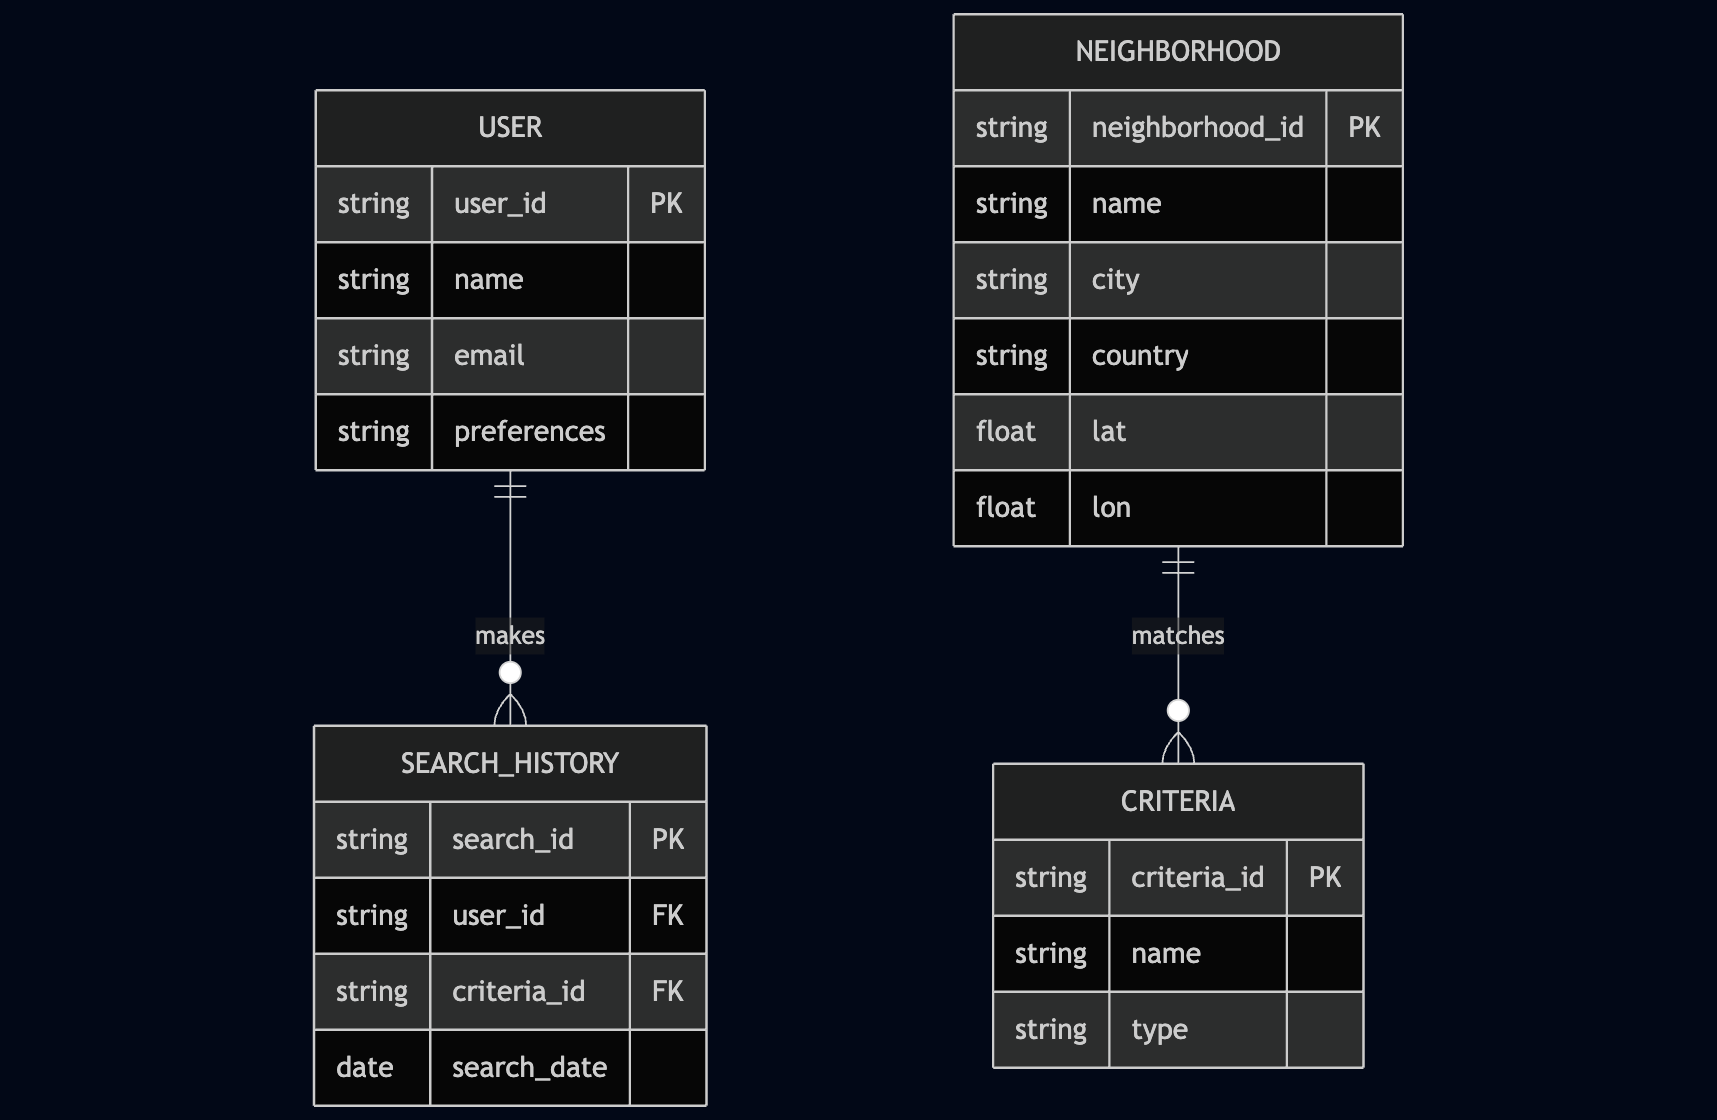 USER
string user_id PK
string name
string email
string preferences
makes
SEARCH_HISTORY
string search_id PK
string user_id FK
string criteria_id FK
date search_date
NEIGHBORHOOD
string neighborhood_id PK
string name
string city
string country
float lat
float lon
matches
CRITERIA
string criteria_id PK
string name
string type